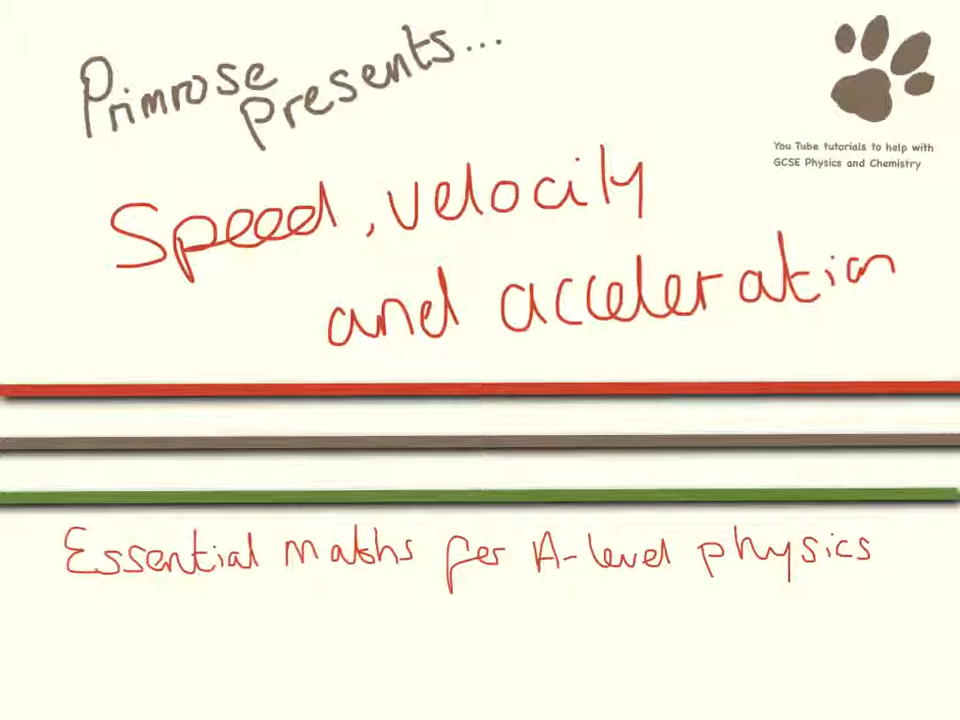 Primrose
presents...
You Tube tutorials to help with
GCSE Physics and Chemistry
Speed, velocity
and acceleration
Essential maths for A-level physics